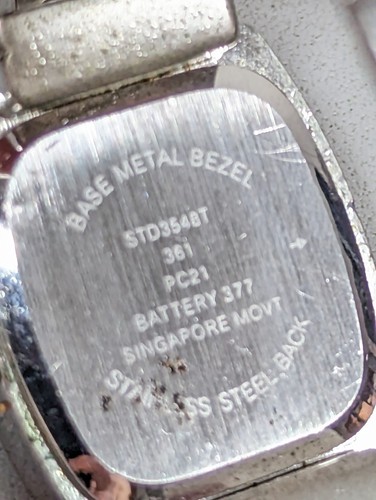 BASE METAL BEZEL
STD3548T
361
PC21
BATTERY 377
SINGAPORE MOVT
STAINLESS STEEL BACK